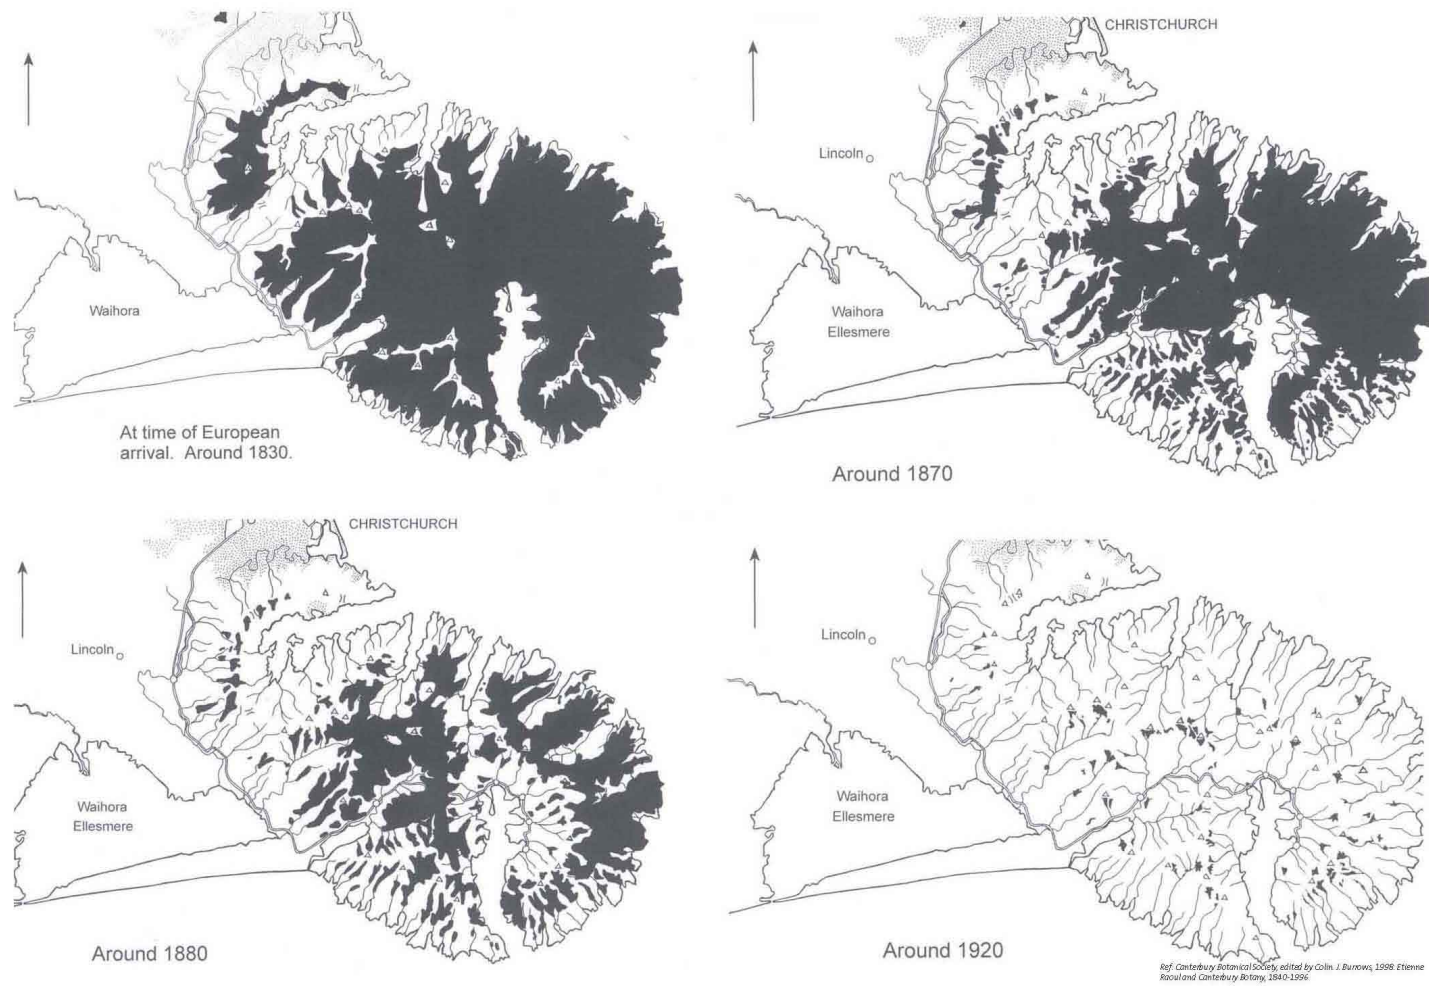 CHRISTCHURCH
Lincoln
Waihora
Waihora
Ellesmere
At time of European
arrival. Around 1830.
Around 1870
CHRISTCHURCH
Lincoln
Lincoln
Waihora
Ellesmere
Waihora
Ellesmere
Around 1880
Around 1920
Ref: Canterbury Botanical Society, edited by Colin. J. Burrows, 1998. Etienne
Raoul and Canterbury Botany, 1840-1996